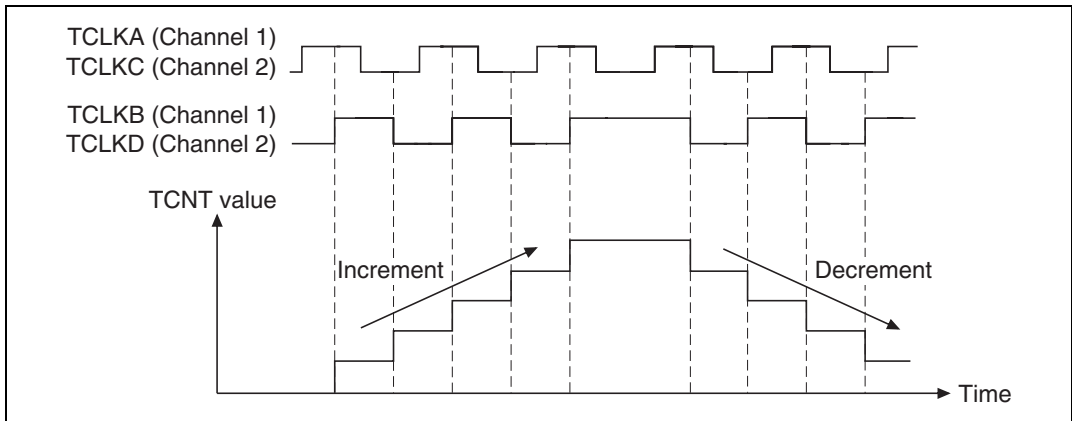 TCLKA (Channel 1)
TCLKC (Channel 2)
TCLKB (Channel 1)
TCLKD (Channel 2)
TCNT value
Increment
Decrement
Time